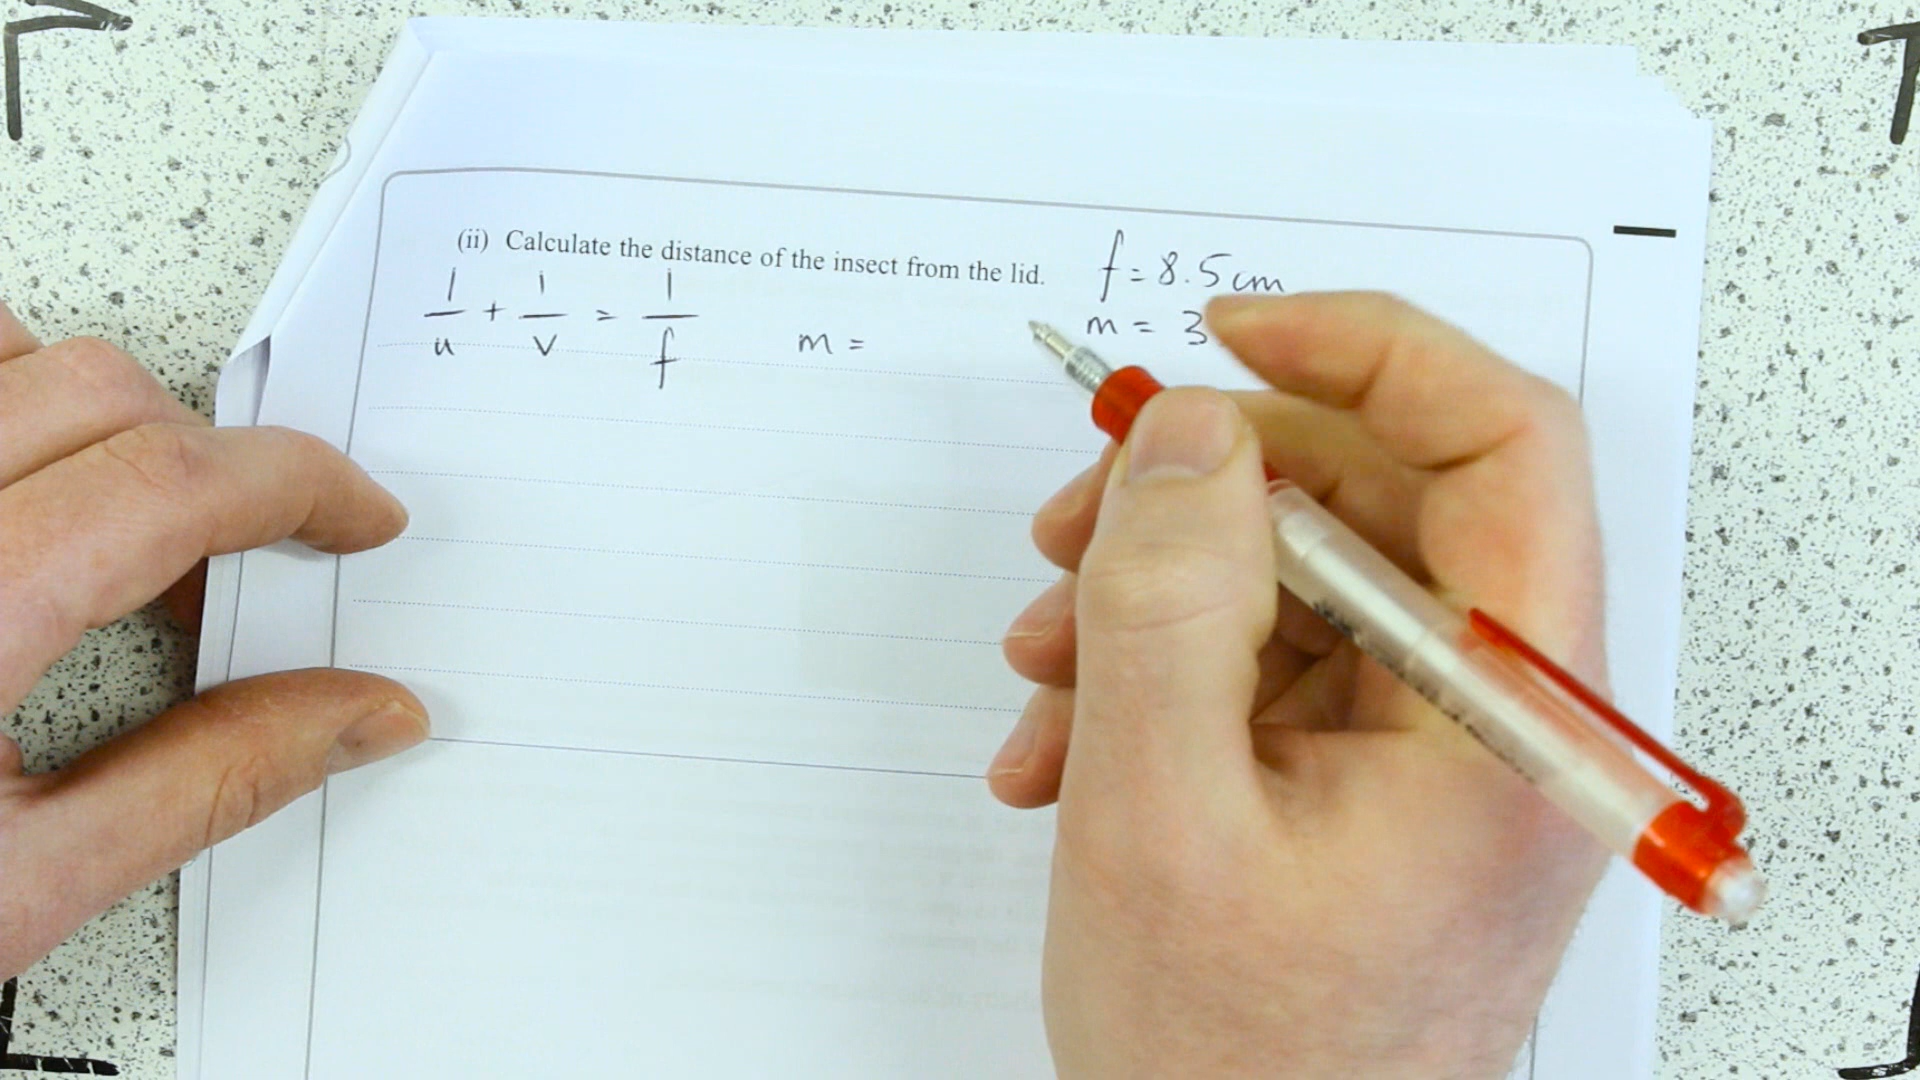 (ii) Calculate the distance of the insect from the lid.
f = 8.5 cm
1/u + 1/v = 1/f
m =
m = 3